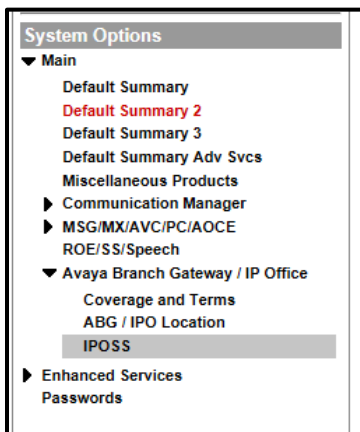 System Options
Main
Default Summary
Default Summary 2
Default Summary 3
Default Summary Adv Svcs
Miscellaneous Products
Communication Manager
MSG/MX/AVC/PC/AOCE
ROE/SS/Speech
Avaya Branch Gateway / IP Office
Coverage and Terms
ABG / IPO Location
IPOSS
Enhanced Services
Passwords